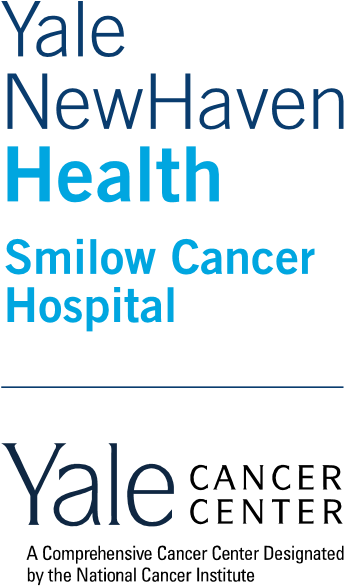 Yale
NewHaven
Health
Smilow Cancer
Hospital
Yale CANCER
CENTER
A Comprehensive Cancer Center Designated
by the National Cancer Institute